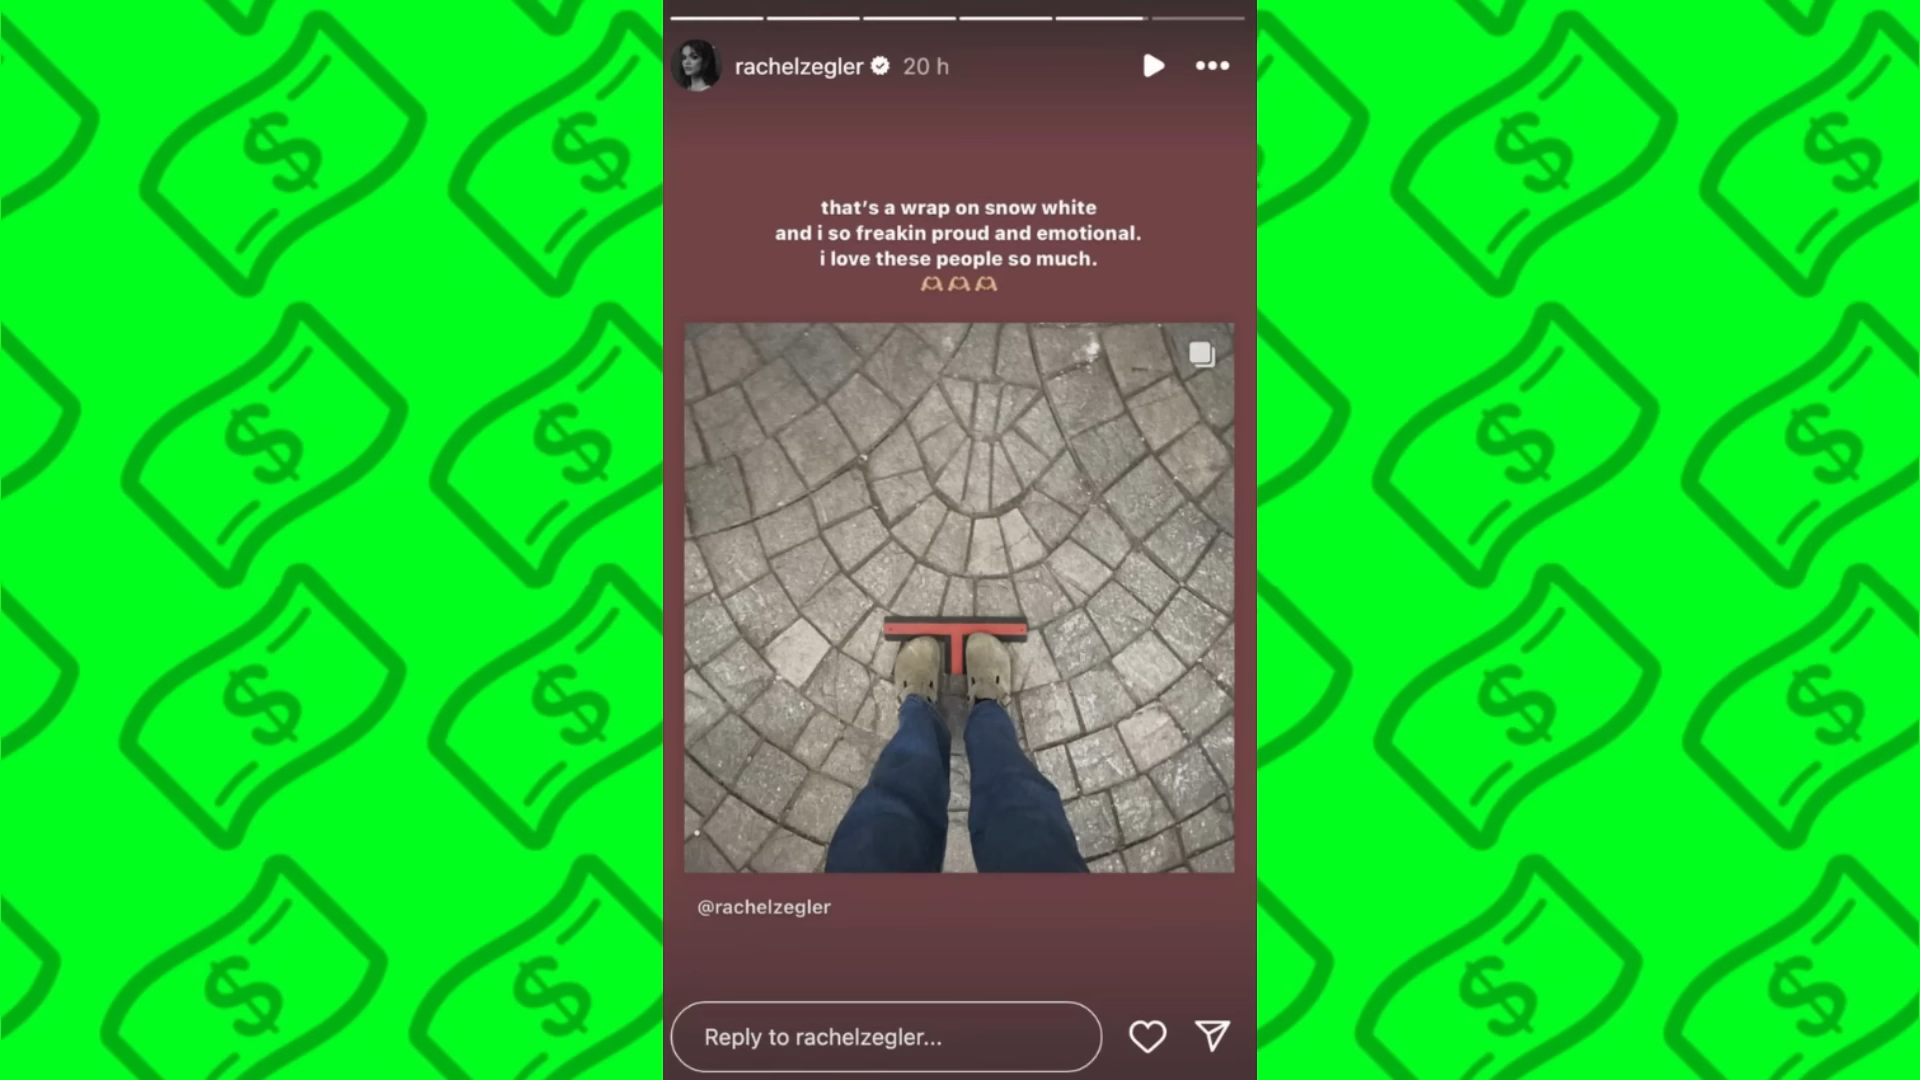 rachelzegler 20 h
that's a wrap on snow white
and i so freakin proud and emotional.
i love these people so much.
🫶🏼🫶🏼🫶🏼
@rachelzegler
Reply to rachelzegler...